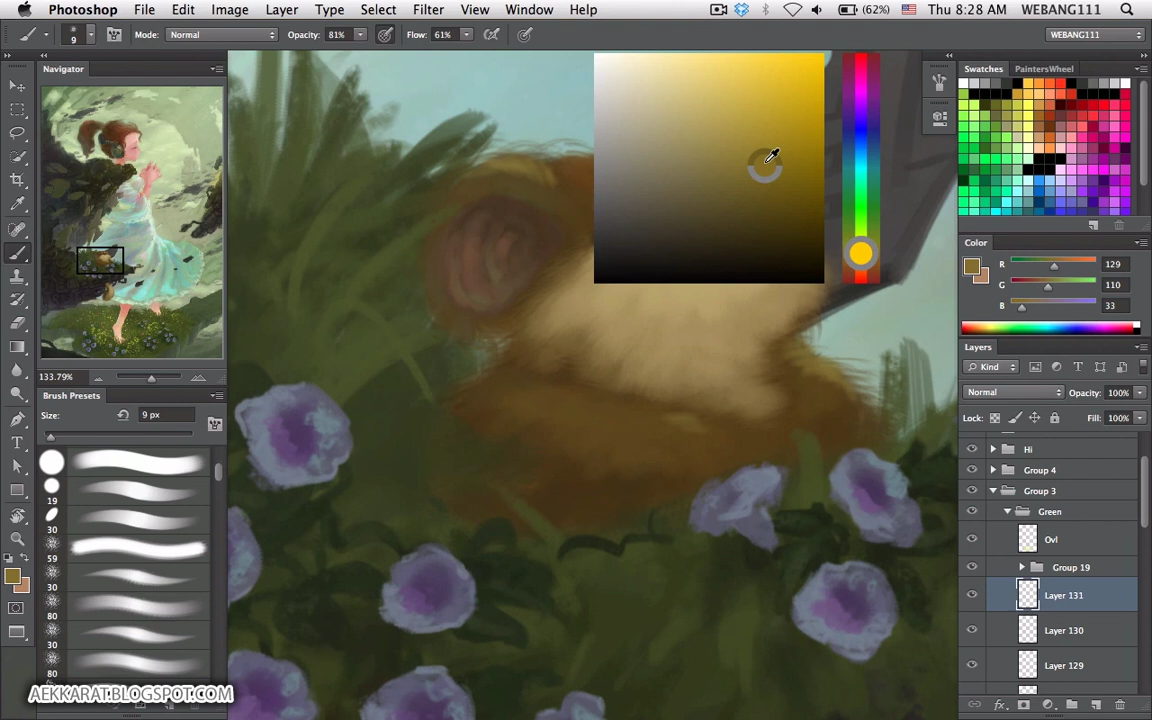 Photoshop File Edit Image Layer Type Select Filter View Window Help (62%) Thu 8:28 AM WEBANG111
9 Mode: Normal Opacity: 81% Flow: 61% WEBANG111
Navigator
133.79%
Brush Presets
Size: 9 px
19
30
59
30
80
30
80
Swatches PaintersWheel
Color
R 129
G 110
B 33
Layers
Kind
Normal Opacity: 100%
Lock: Fill: 100%
Hi
Group 4
Group 3
Green
Ovl
Group 19
Layer 131
Layer 130
Layer 129
AEKKARAT.BLOGSPOT.COM